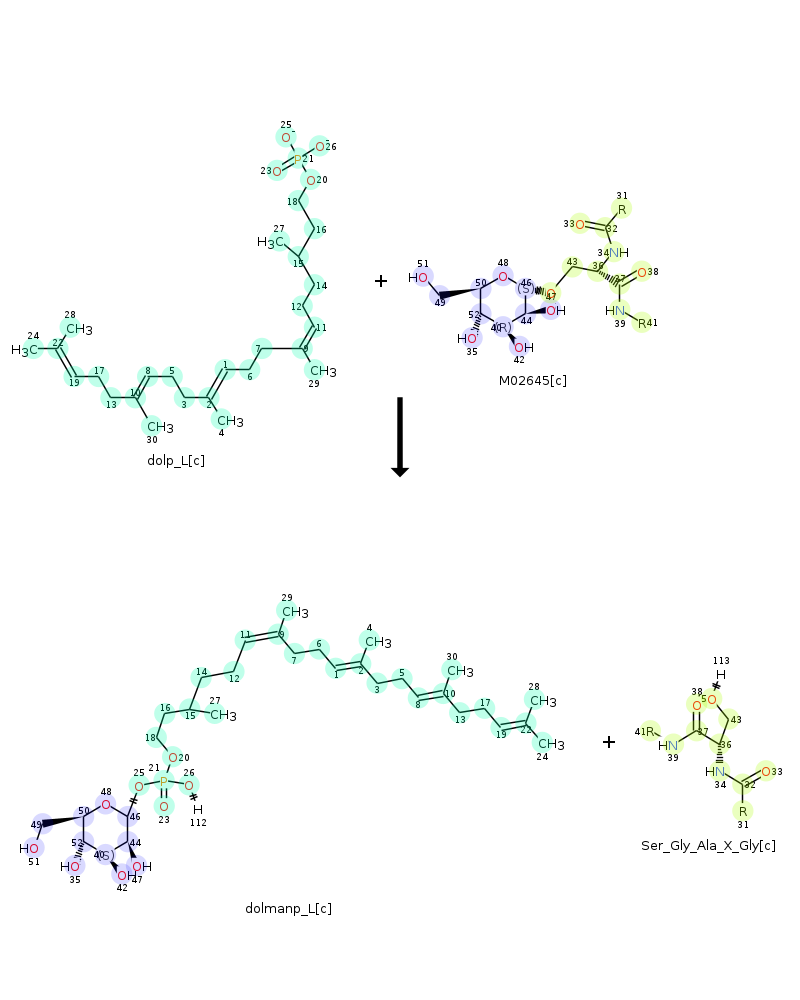 25
O-
O- 26
23 O
P 21
O 20
18
27
H3C
16
15
14
12
11
9
CH3
29
7
6
1
2
CH3
4
3
5
8
10
CH3
30
13
17
19
22
28
CH3
24
H3C
dolp_L[c]
+
31
R
33 O
32
34 NH
43
36
37
O 38
HN
39
R41
51
HO
49
50
48
O
46
(S)
O
47
44
OH
52
HO
35
40
(R)
OH
42
M02645[c]
29
CH3
11
9
7
6
4
CH3
1
2
3
5
30
CH3
8
10
13
17
28
CH3
19
22
CH3
24
14
12
16
15
27
CH3
18
O 20
21
25
O
P
26
O
H
112
O
23
48
O
50
46
49
HO
51
52
44
HO
35
40
(S)
OH
42
OH
47
dolmanp_L[c]
+
113
H
38
O
O
43
41R
37
HN
39
36
HN
34
32
O33
R
31
Ser_Gly_Ala_X_Gly[c]